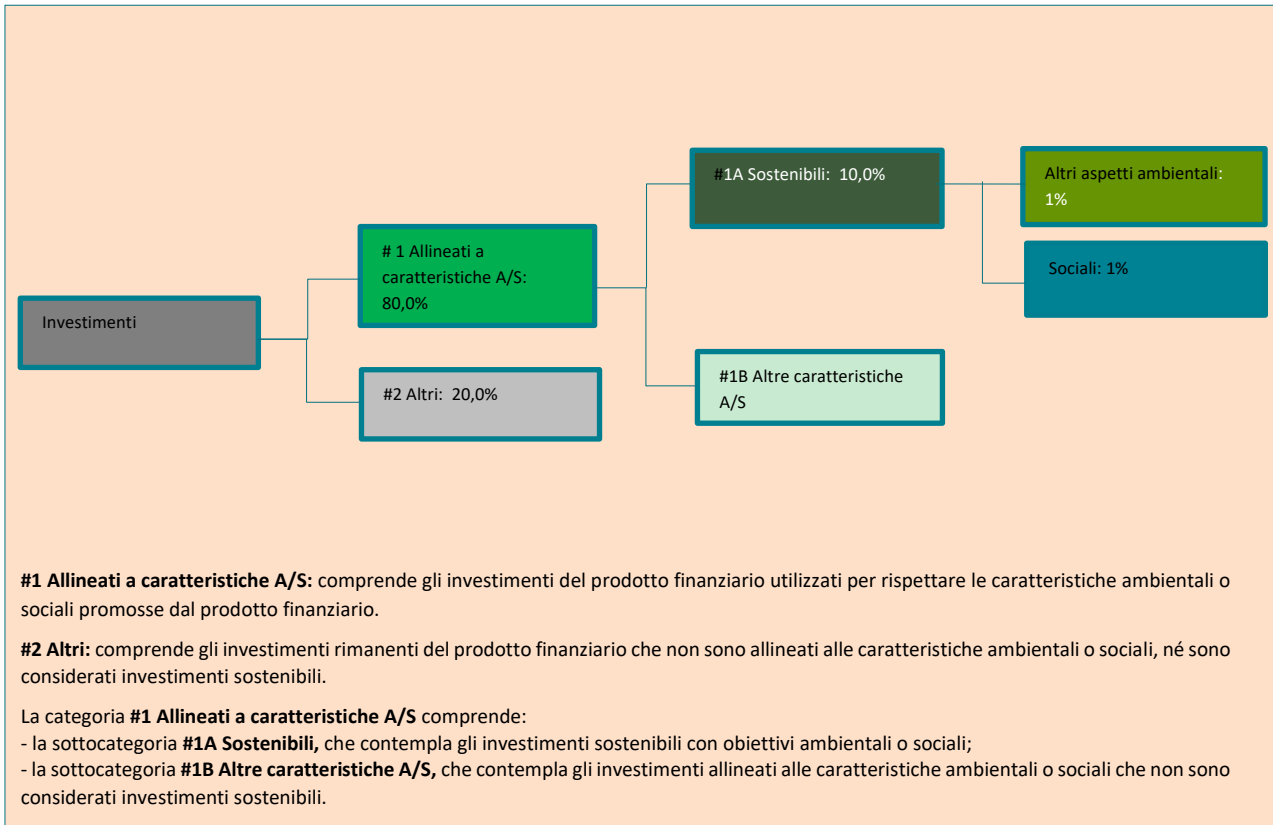 #1A Sostenibili: 10,0%
Altri aspetti ambientali:
1%
# 1 Allineati a
caratteristiche A/S:
80,0%
Sociali: 1%
Investimenti
#2 Altri: 20,0%
#1B Altre caratteristiche
A/S
#1 Allineati a caratteristiche A/S: comprende gli investimenti del prodotto finanziario utilizzati per rispettare le caratteristiche ambientali o
sociali promosse dal prodotto finanziario.
#2 Altri: comprende gli investimenti rimanenti del prodotto finanziario che non sono allineati alle caratteristiche ambientali o sociali, né sono
considerati investimenti sostenibili.
La categoria #1 Allineati a caratteristiche A/S comprende:
- la sottocategoria #1A Sostenibili, che contempla gli investimenti sostenibili con obiettivi ambientali o sociali;
- la sottocategoria #1B Altre caratteristiche A/S, che contempla gli investimenti allineati alle caratteristiche ambientali o sociali che non sono
considerati investimenti sostenibili.